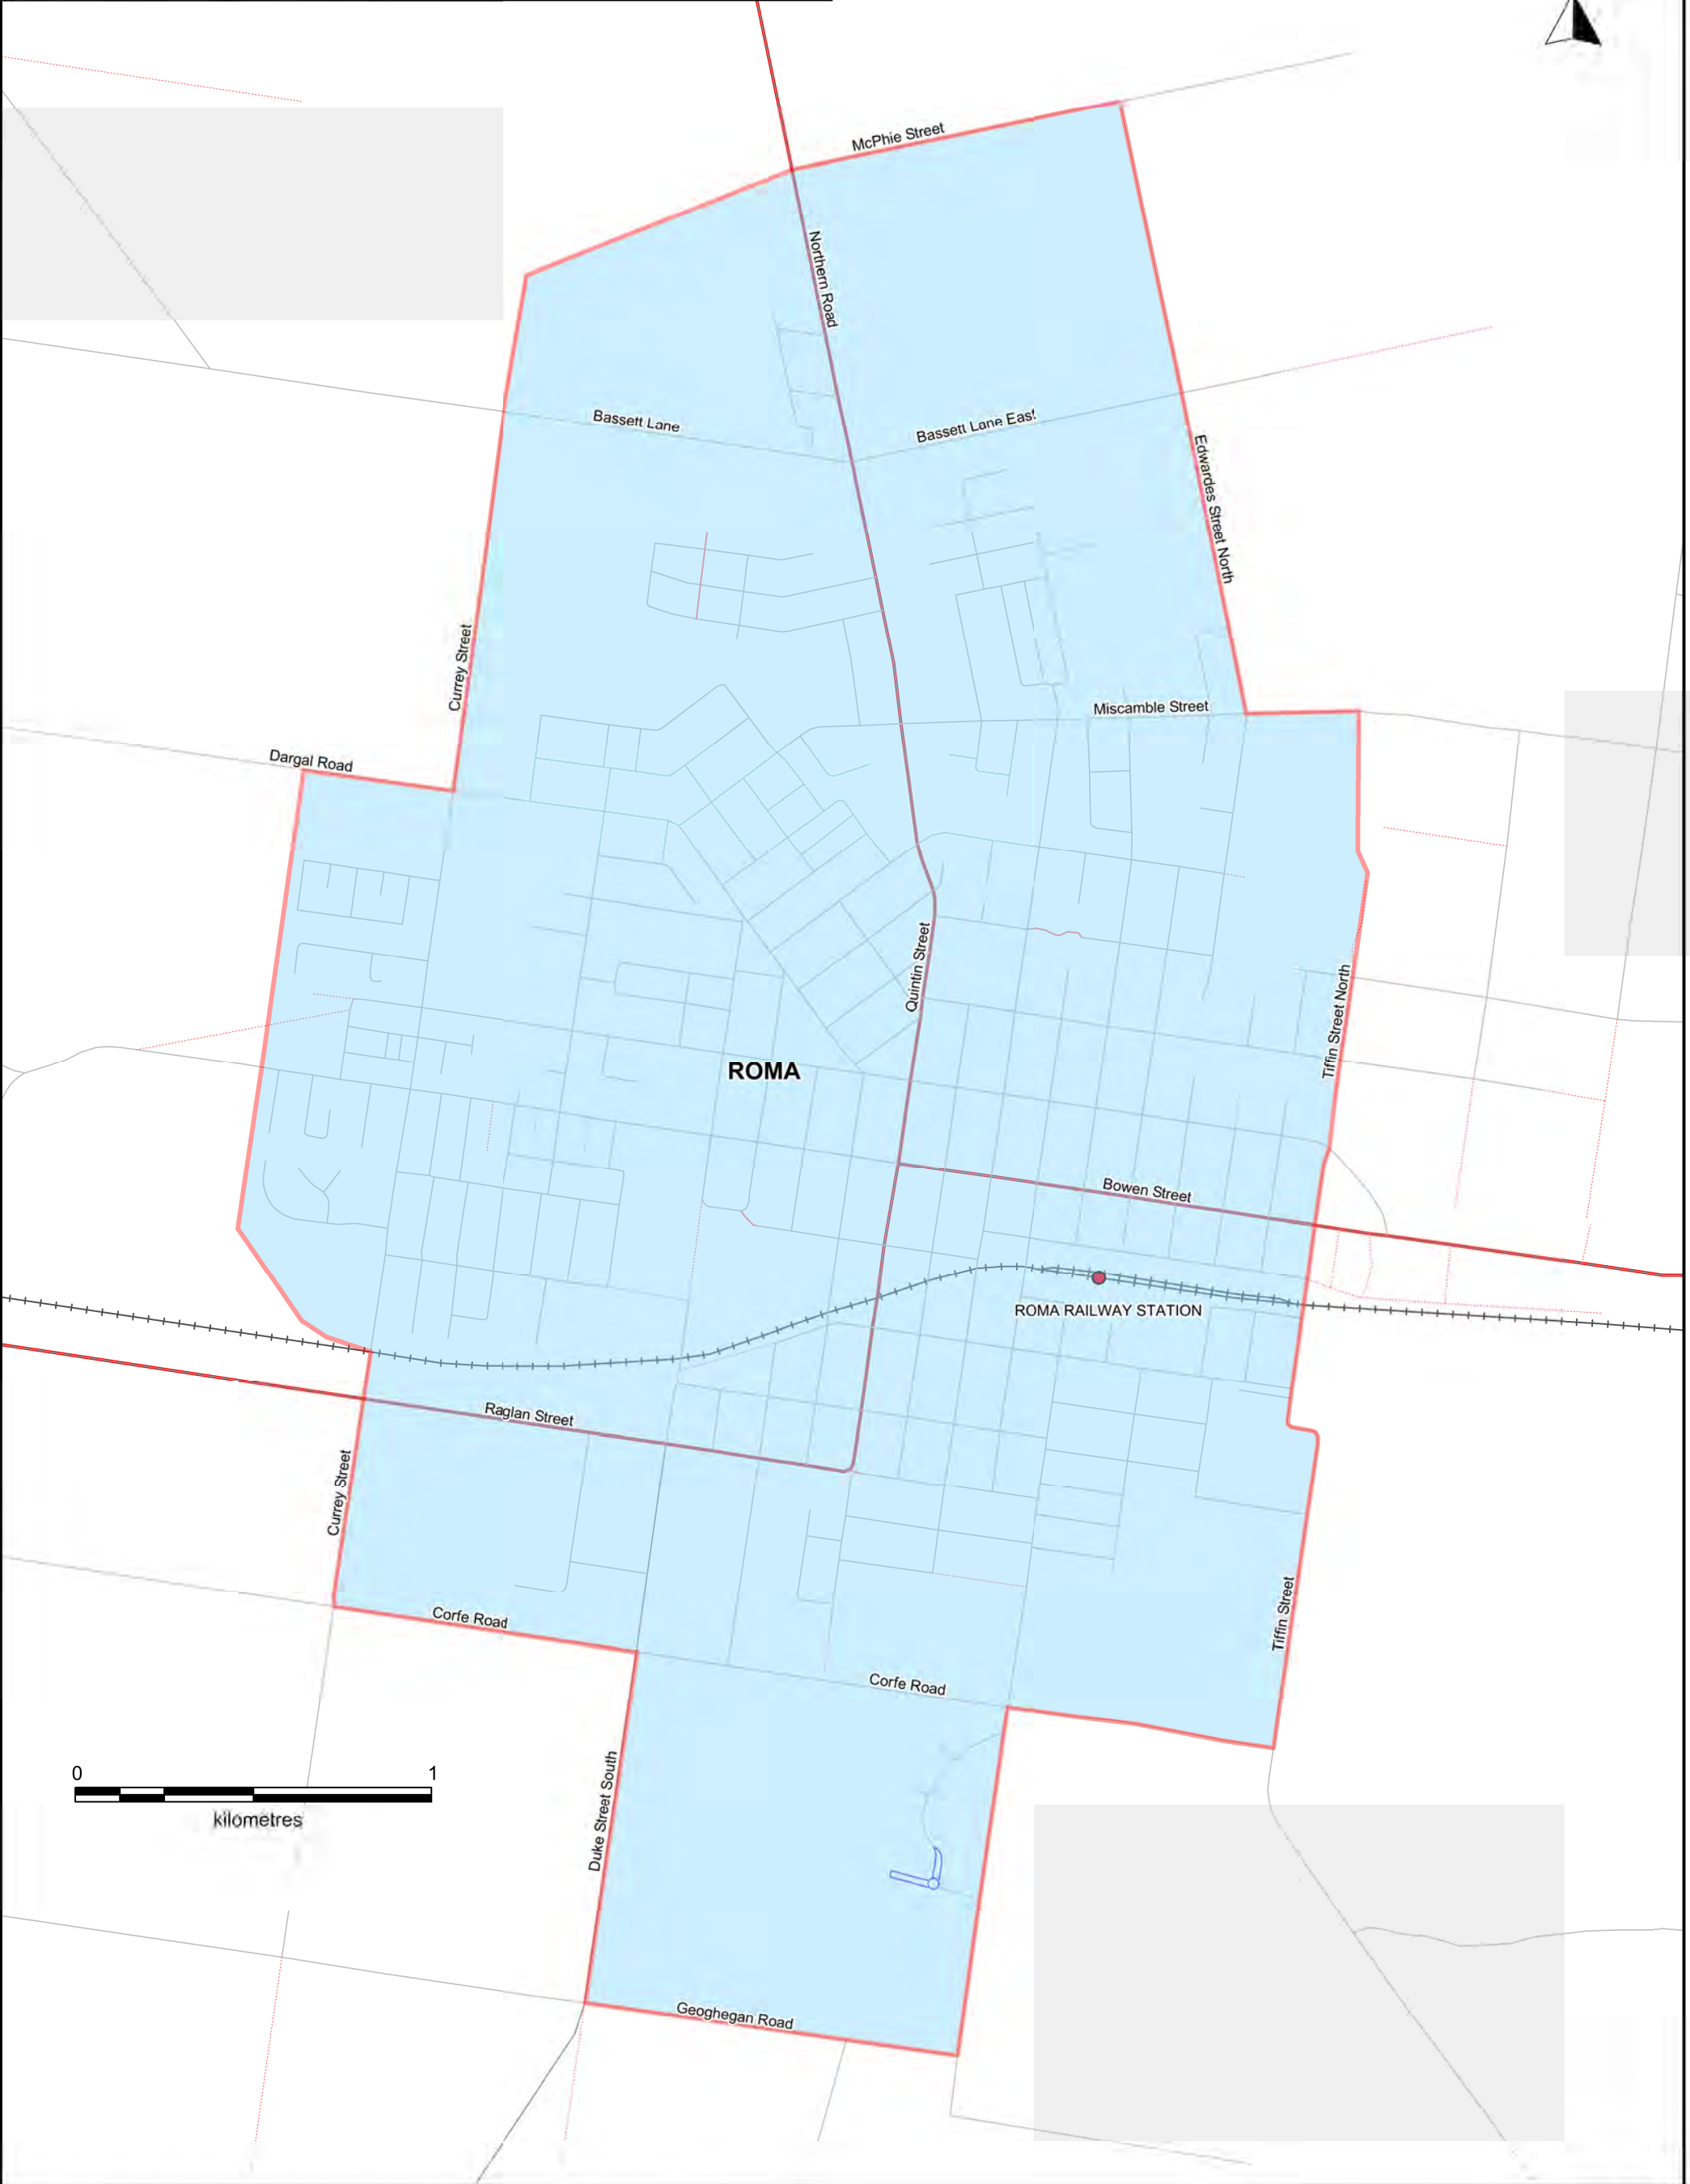 McPhie Street
Northern Road
Bassett Lane
Bassett Lane East
Edwardes Street North
Currey Street
Miscamble Street
Dargal Road
Quintin Street
Tiffin Street North
ROMA
Bowen Street
ROMA RAILWAY STATION
Raglan Street
Currey Street
Tiffin Street
Corfe Road
Corfe Road
0 1
kilometres
Duke Street South
Geoghegan Road